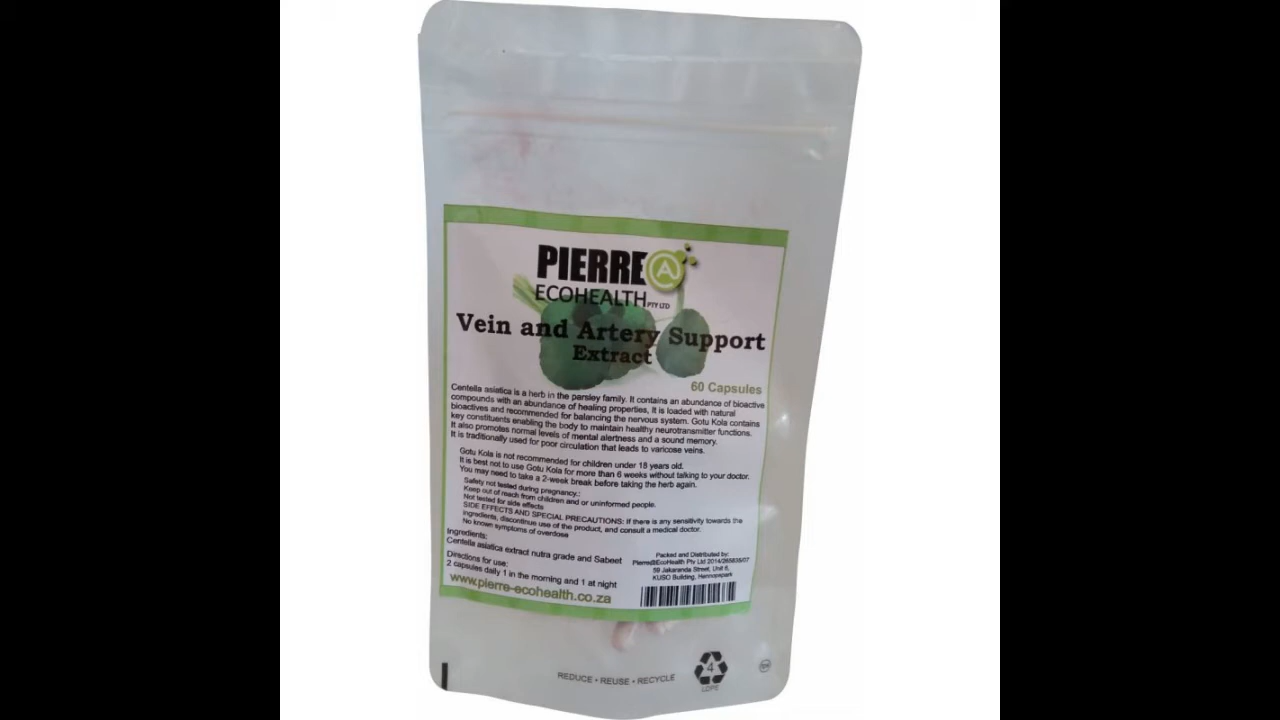 PIERRE @
ECOHEALTH PTY LTD
Vein and Artery Support
Extract
60 Capsules
Centella asiatica is a herb in the parsley family. It contains an abundance of bioactive
compounds with an abundance of healing properties, It is loaded with natural
bioactives and recommended for balancing the nervous system. Gotu Kola contains
key constituents enabling the body to maintain healthy neurotransmitter functions.
It also promotes normal levels of mental alertness and a sound memory.
It is traditionally used for poor circulation that leads to varicose veins.
Gotu Kola is not recommended for children under 18 years old.
It is best not to use Gotu Kola for more than 6 weeks without talking to your doctor.
You may need to take a 2-week break before taking the herb again.
Safety not tested during pregnancy.:
Keep out of reach from children and or uninformed people.
Not tested for side effects
SIDE EFFECTS AND SPECIAL PRECAUTIONS: If there is any sensitivity towards the
ingredients, discontinue use of the product, and consult a medical doctor.
No known symptoms of overdose
Ingredients:
Centella asiatica extract nutra grade and Sabeet
Directions for use:
2 capsules daily 1 in the morning and 1 at night
www.pierre-ecohealth.co.za
Packed and Distributed by:
Pierre@EcoHealth Pty Ltd
59 Jakaranda Street, Unit 6,
KUSO Building, Hennopspark
REDUCE • REUSE • RECYCLE
4
LDPE